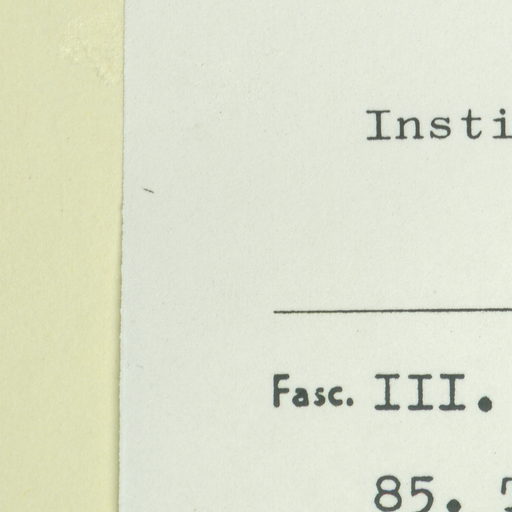 Insti
Fasc. III.
85.